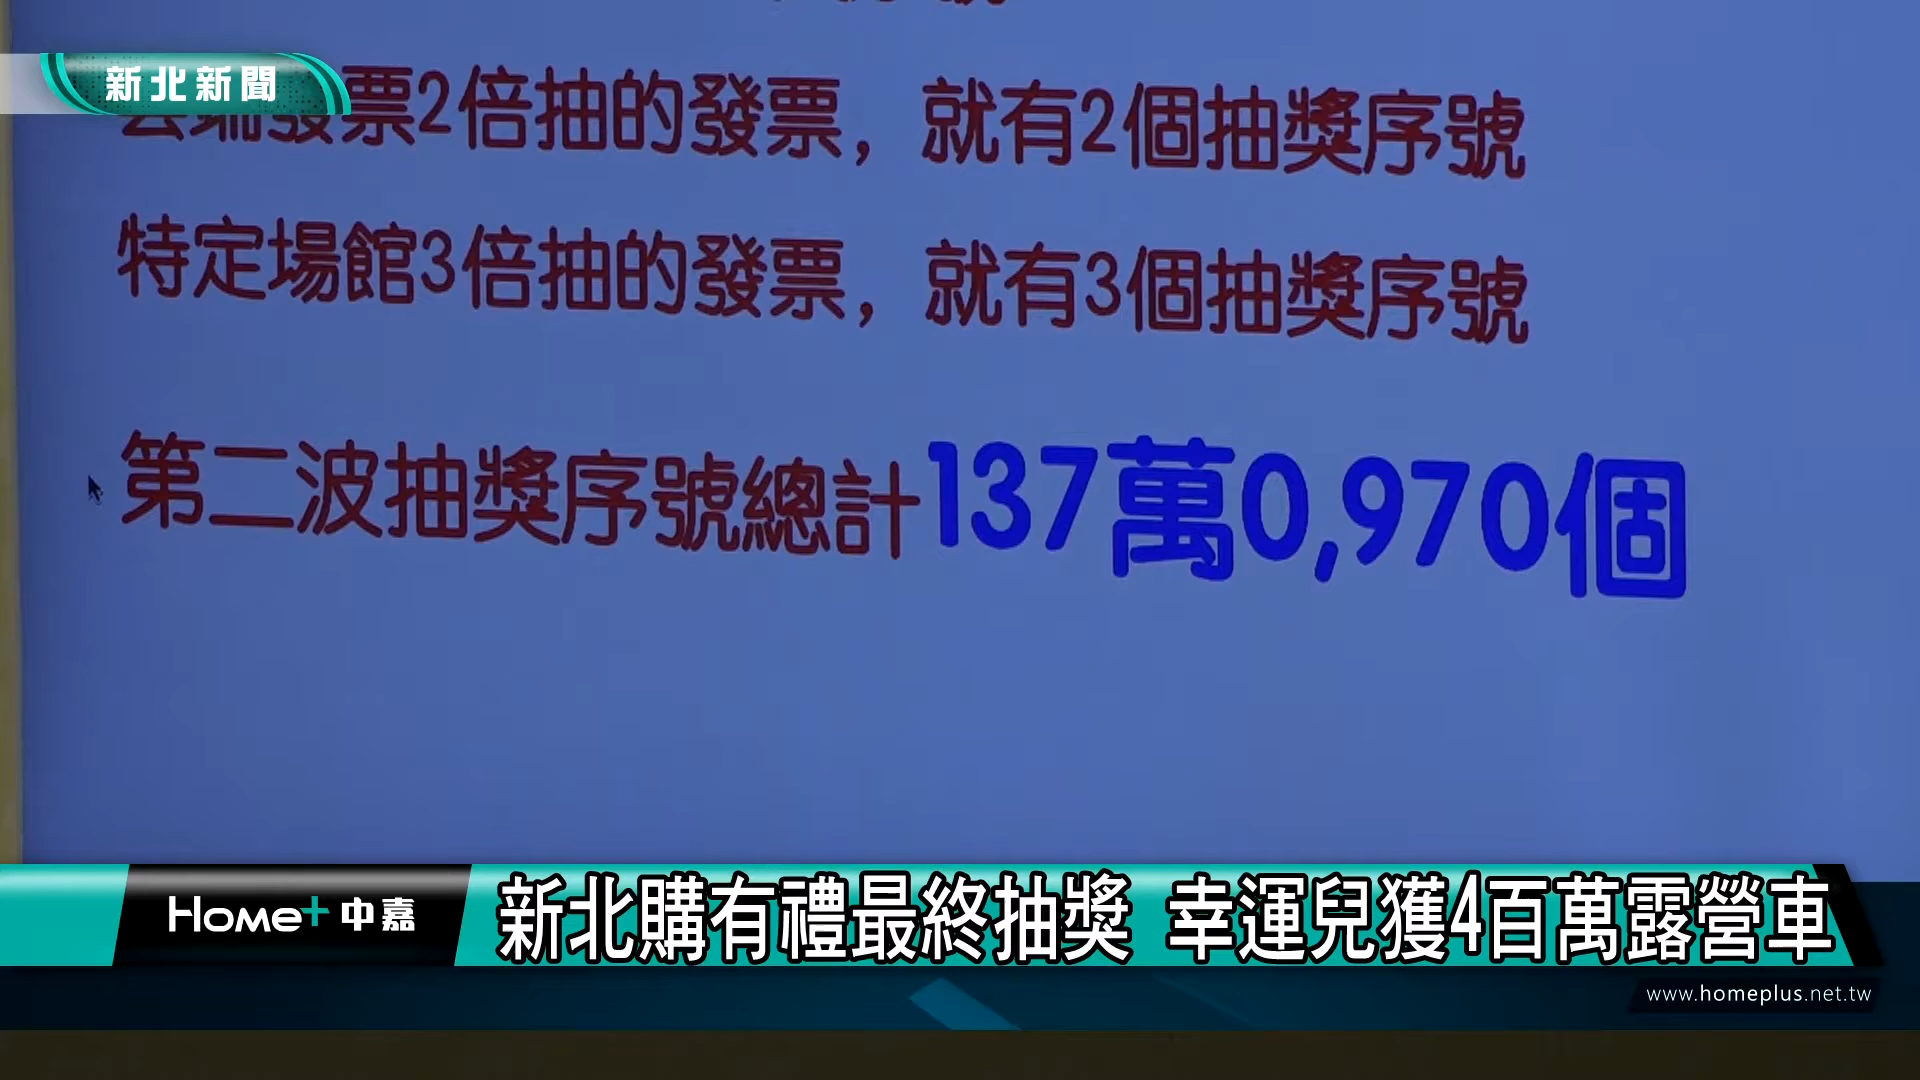 新北新聞
雲端發票2倍抽的發票，就有2個抽獎序號
特定場館3倍抽的發票，就有3個抽獎序號
第二波抽獎序號總計137萬0,970個
Home+中嘉
新北購有禮最終抽獎 幸運兒獲4百萬露營車
www.homeplus.net.tw